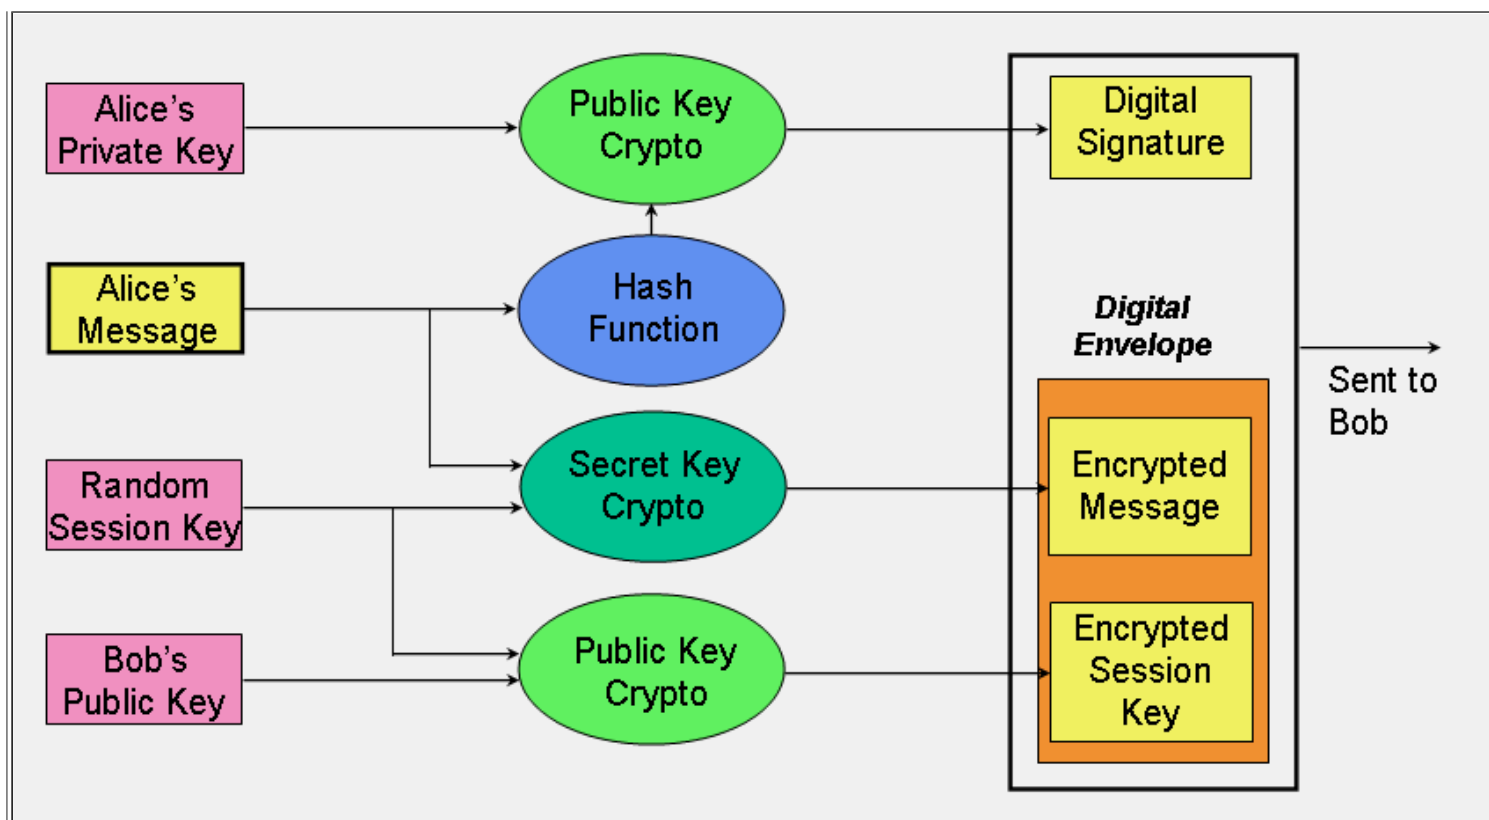 Alice's
Private Key
Public Key
Crypto
Digital
Signature
Alice's
Message
Hash
Function
Digital
Envelope
Sent to
Bob
Random
Session Key
Secret Key
Crypto
Encrypted
Message
Bob's
Public Key
Public Key
Crypto
Encrypted
Session
Key